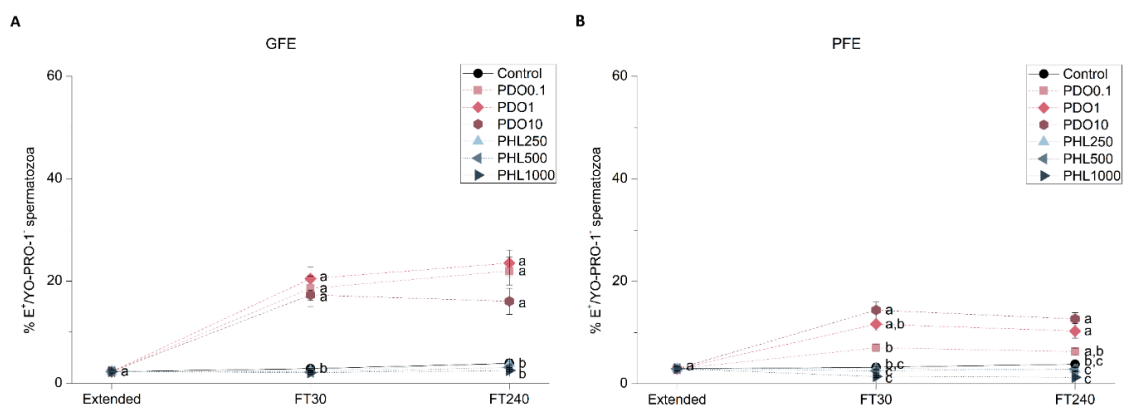 A
GFE
60
40
20
0
% E⁺/YO-PRO-1⁻ spermatozoa
Control
PDO0.1
PDO1
PDO10
PHL250
PHL500
PHL1000
a
a
a
a
b
a
a
a
b
b
Extended
FT30
FT240
B
PFE
60
40
20
0
% E⁺/YO-PRO-1⁻ spermatozoa
Control
PDO0.1
PDO1
PDO10
PHL250
PHL500
PHL1000
a
a
a,b
b
b,c
c
c
a
a
a,b
b,c
c
c
Extended
FT30
FT240